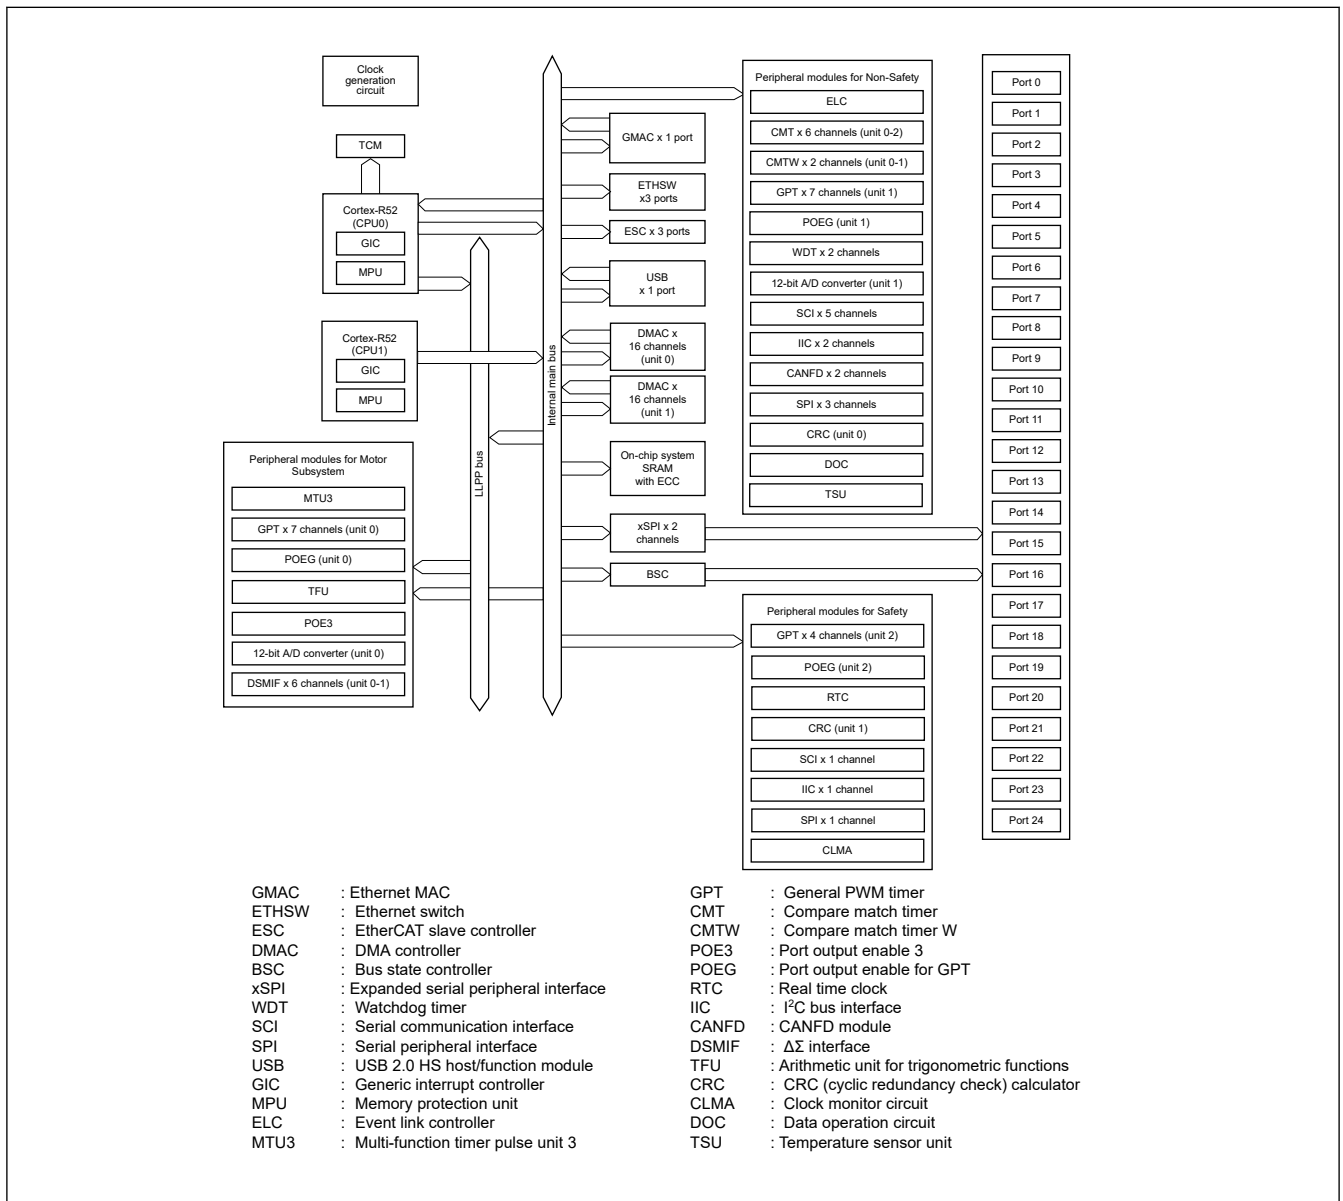 Clock
generation
circuit
TCM
Cortex-R52
(CPU0)
GIC
MPU
Cortex-R52
(CPU1)
GIC
MPU
Peripheral modules for Motor
Subsystem
MTU3
GPT x 7 channels (unit 0)
POEG (unit 0)
TFU
POE3
12-bit A/D converter (unit 0)
DSMIF x 6 channels (unit 0-1)
LLPP bus
Internal main bus
GMAC x 1 port
ETHSW
x3 ports
ESC x 3 ports
USB
x 1 port
DMAC x
16 channels
(unit 0)
DMAC x
16 channels
(unit 1)
On-chip system
SRAM
with ECC
xSPI x 2
channels
BSC
Peripheral modules for Non-Safety
ELC
CMT x 6 channels (unit 0-2)
CMTW x 2 channels (unit 0-1)
GPT x 7 channels (unit 1)
POEG (unit 1)
WDT x 2 channels
12-bit A/D converter (unit 1)
SCI x 5 channels
IIC x 2 channels
CANFD x 2 channels
SPI x 3 channels
CRC (unit 0)
DOC
TSU
Peripheral modules for Safety
GPT x 4 channels (unit 2)
POEG (unit 2)
RTC
CRC (unit 1)
SCI x 1 channel
IIC x 1 channel
SPI x 1 channel
CLMA
Port 0
Port 1
Port 2
Port 3
Port 4
Port 5
Port 6
Port 7
Port 8
Port 9
Port 10
Port 11
Port 12
Port 13
Port 14
Port 15
Port 16
Port 17
Port 18
Port 19
Port 20
Port 21
Port 22
Port 23
Port 24
GMAC : Ethernet MAC
ETHSW : Ethernet switch
ESC : EtherCAT slave controller
DMAC : DMA controller
BSC : Bus state controller
xSPI : Expanded serial peripheral interface
WDT : Watchdog timer
SCI : Serial communication interface
SPI : Serial peripheral interface
USB : USB 2.0 HS host/function module
GIC : Generic interrupt controller
MPU : Memory protection unit
ELC : Event link controller
MTU3 : Multi-function timer pulse unit 3
GPT : General PWM timer
CMT : Compare match timer
CMTW : Compare match timer W
POE3 : Port output enable 3
POEG : Port output enable for GPT
RTC : Real time clock
IIC : I²C bus interface
CANFD : CANFD module
DSMIF : ΔΣ interface
TFU : Arithmetic unit for trigonometric functions
CRC : CRC (cyclic redundancy check) calculator
CLMA : Clock monitor circuit
DOC : Data operation circuit
TSU : Temperature sensor unit